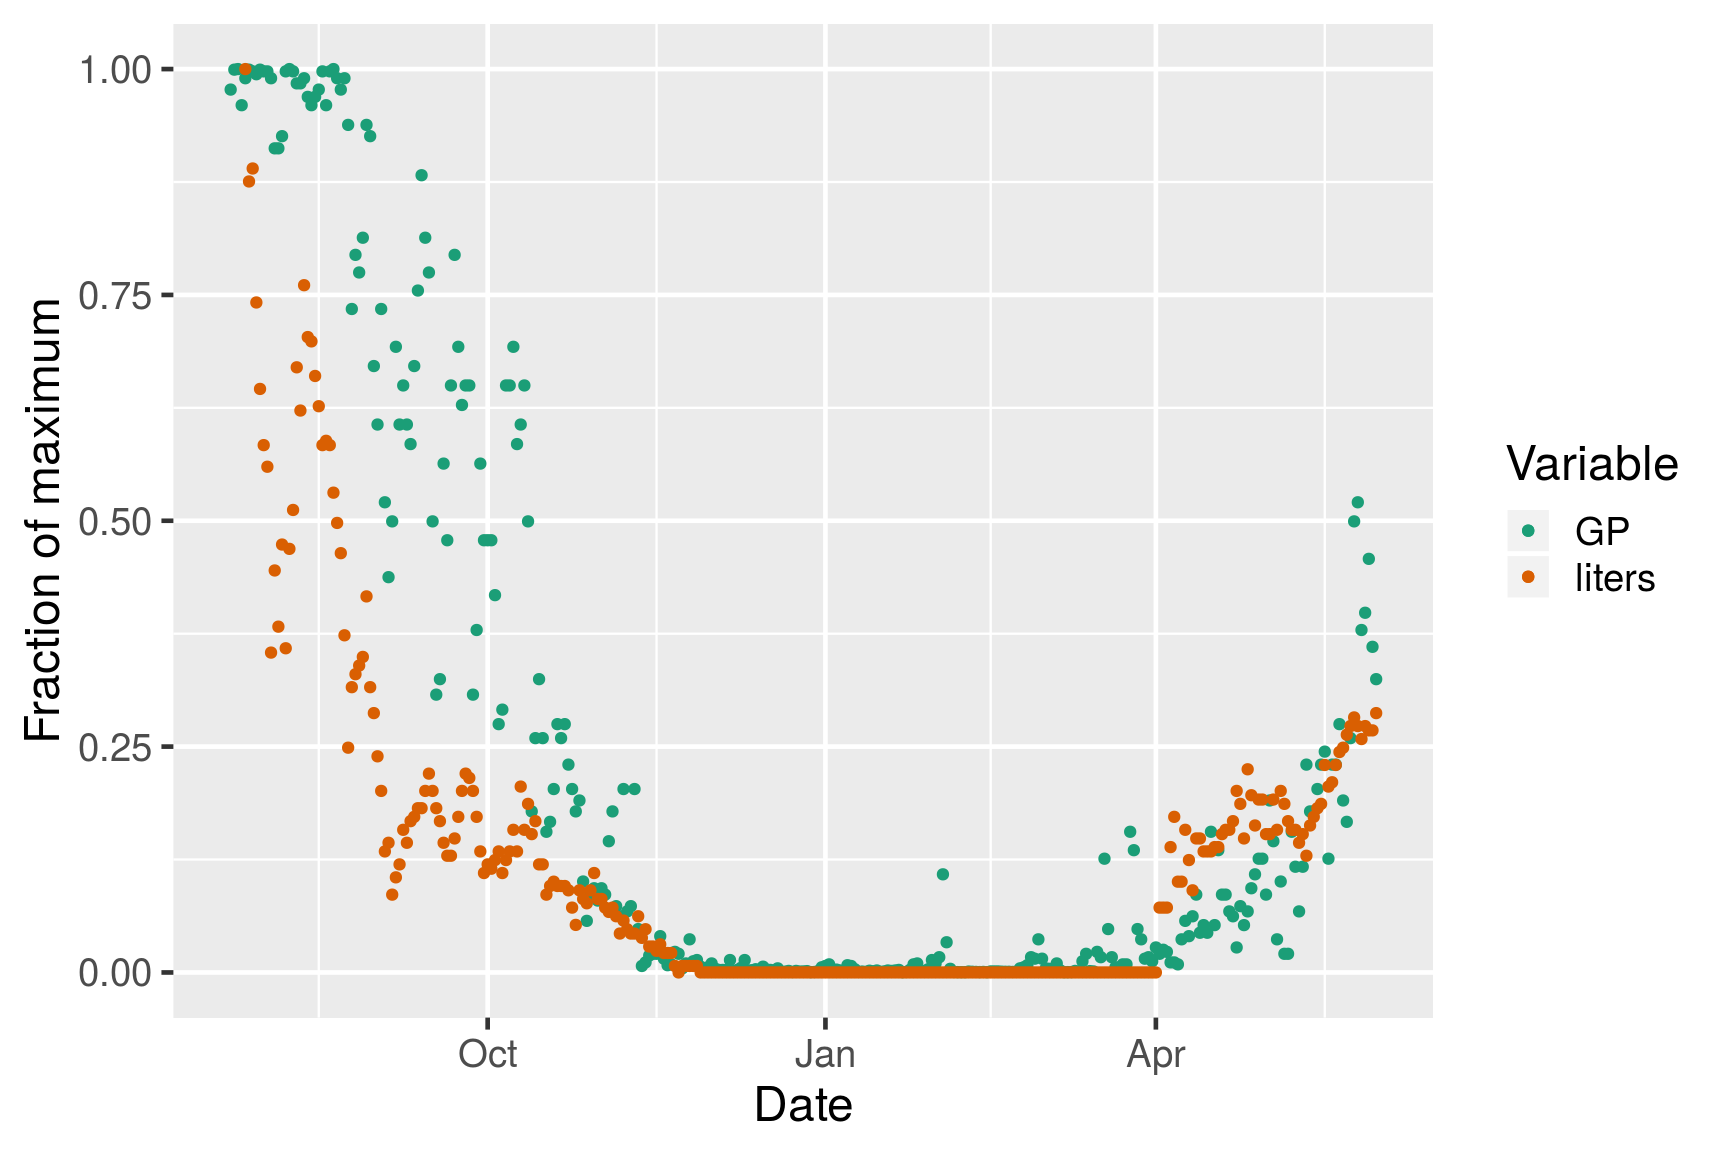 1.00
0.75
0.50
0.25
0.00
Fraction of maximum
Oct
Jan
Apr
Date
Variable
GP
liters